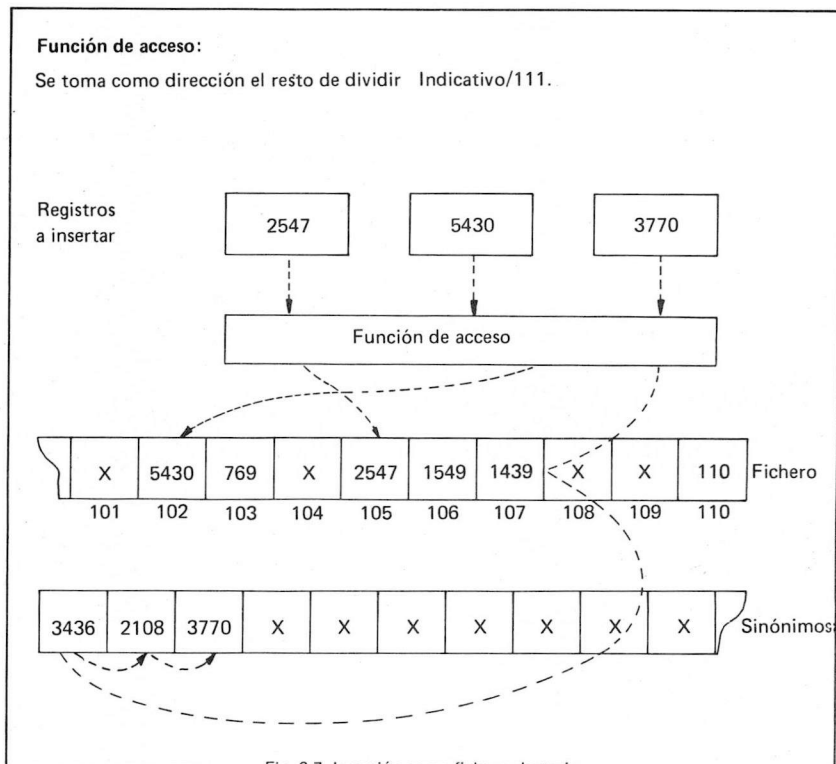 Función de acceso:
Se toma como dirección el resto de dividir Indicativo/111.
Registros
a insertar
2547 5430 3770
Función de acceso
X 5430 769 X 2547 1549 1439 X X 110 Fichero
101 102 103 104 105 106 107 108 109 110
3436 2108 3770 X X X X X X X Sinónimos